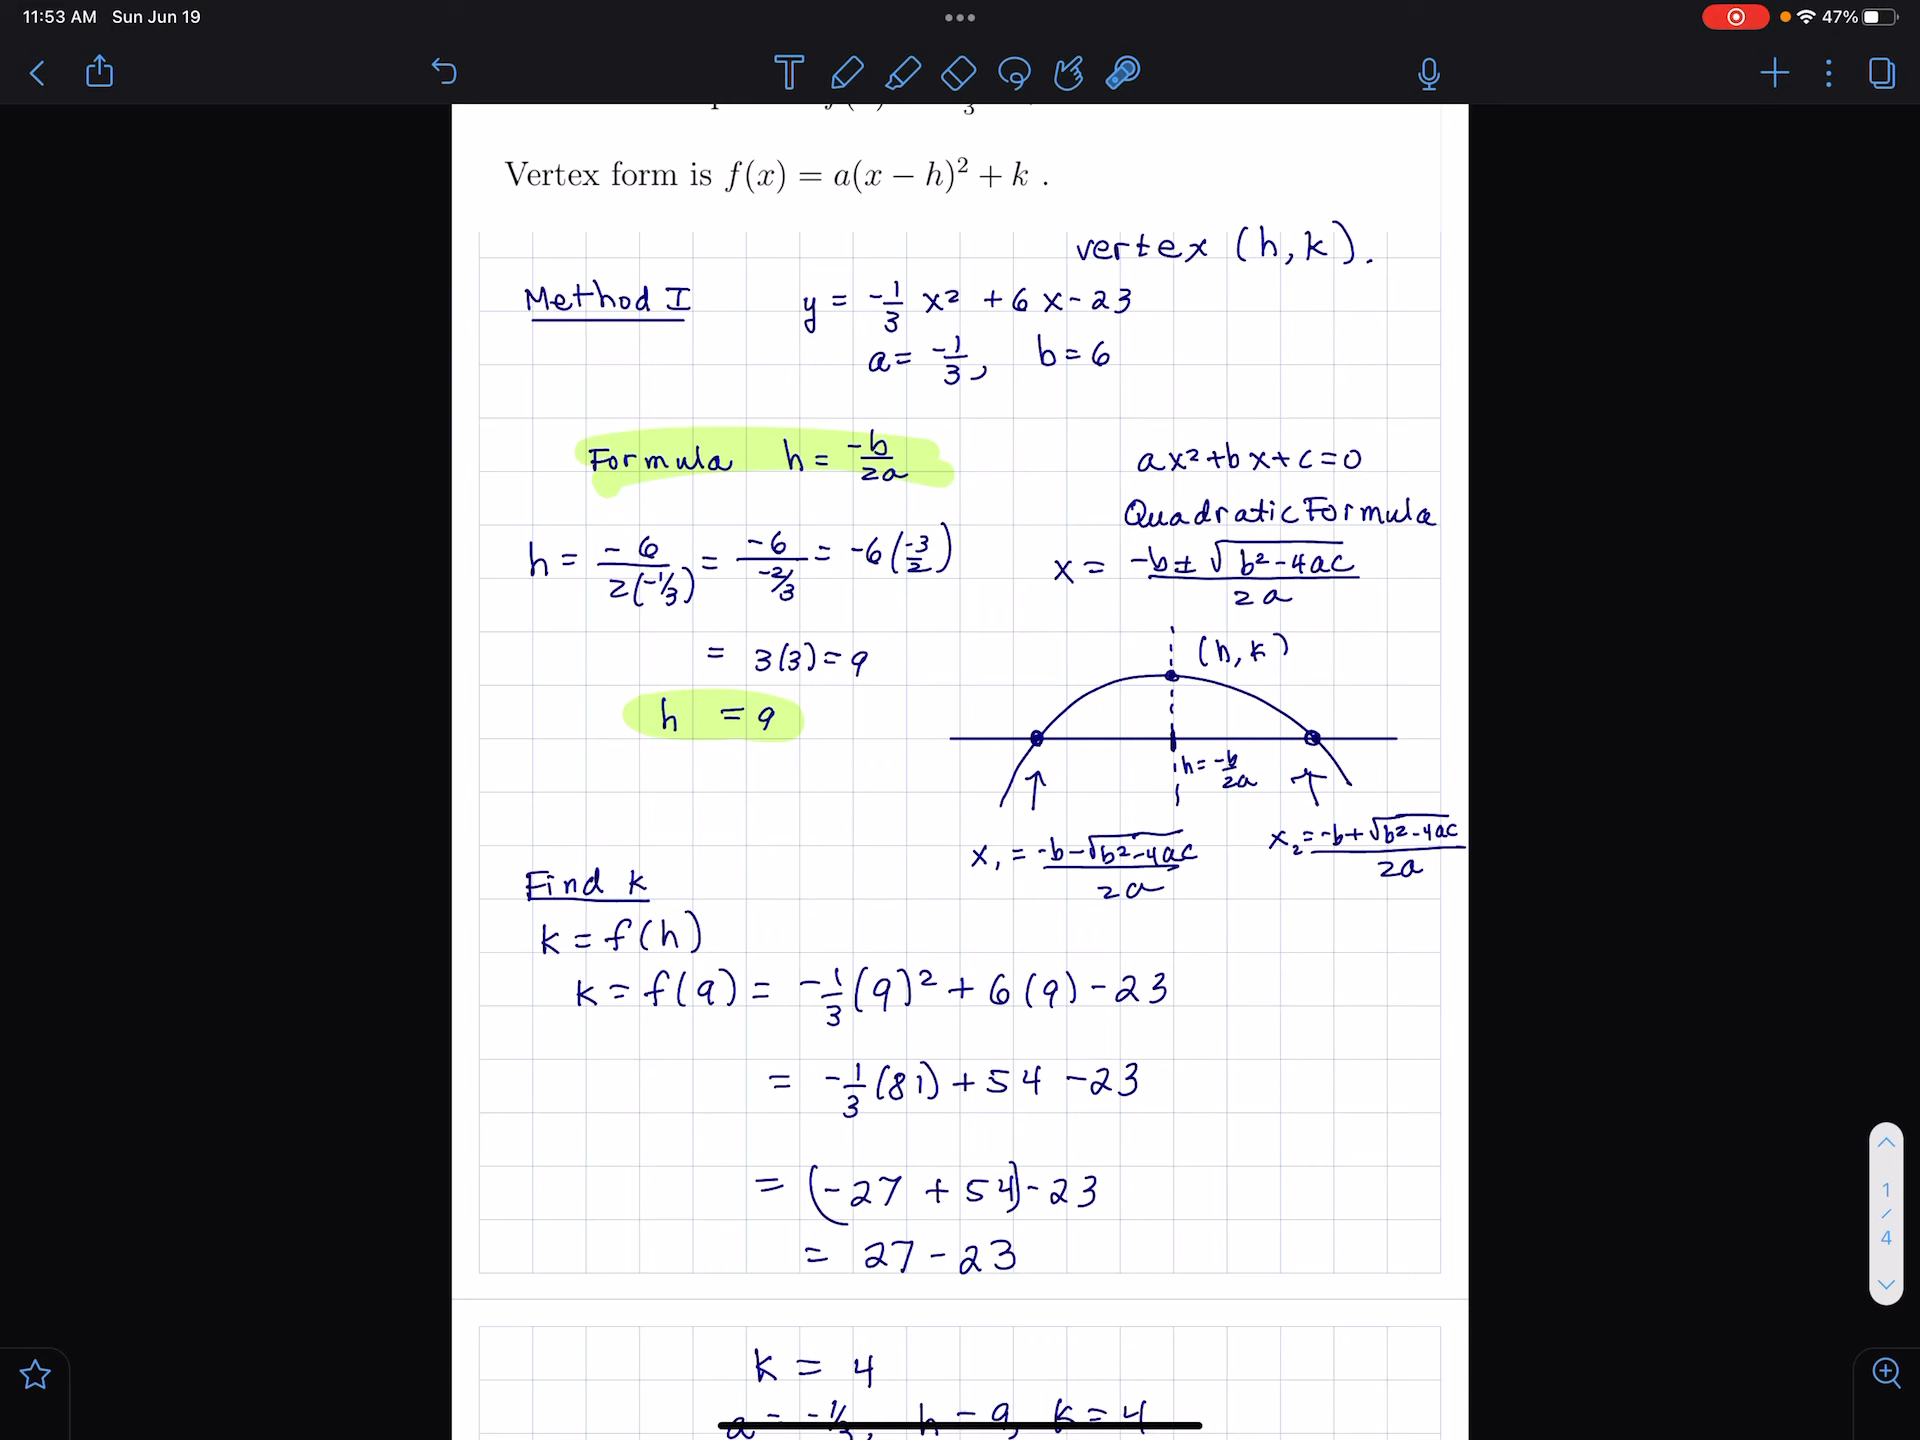 11:53 AM Sun Jun 19
47%
Vertex form is f(x) = a(x − h)² + k .
vertex (h, k).
Method I y = -1/3 x² + 6x - 23
a = -1/3, b = 6
Formula h = -b/2a
ax² + bx + c = 0
Quadratic Formula
h = -6/2(-1/3) = -6/-2/3 = -6(-3/2)
x = -b ± √b²-4ac / 2a
= 3(3) = 9
(h, k)
h = 9
h = -b/2a
x₁ = -b - √b²-4ac / 2a
x₂ = -b + √b²-4ac / 2a
Find k
k = f(h)
k = f(9) = -1/3 (9)² + 6(9) - 23
= -1/3 (81) + 54 - 23
= (-27 + 54) - 23
= 27 - 23
1
/
4
k = 4
a = -1/3, h = 9, k = 4